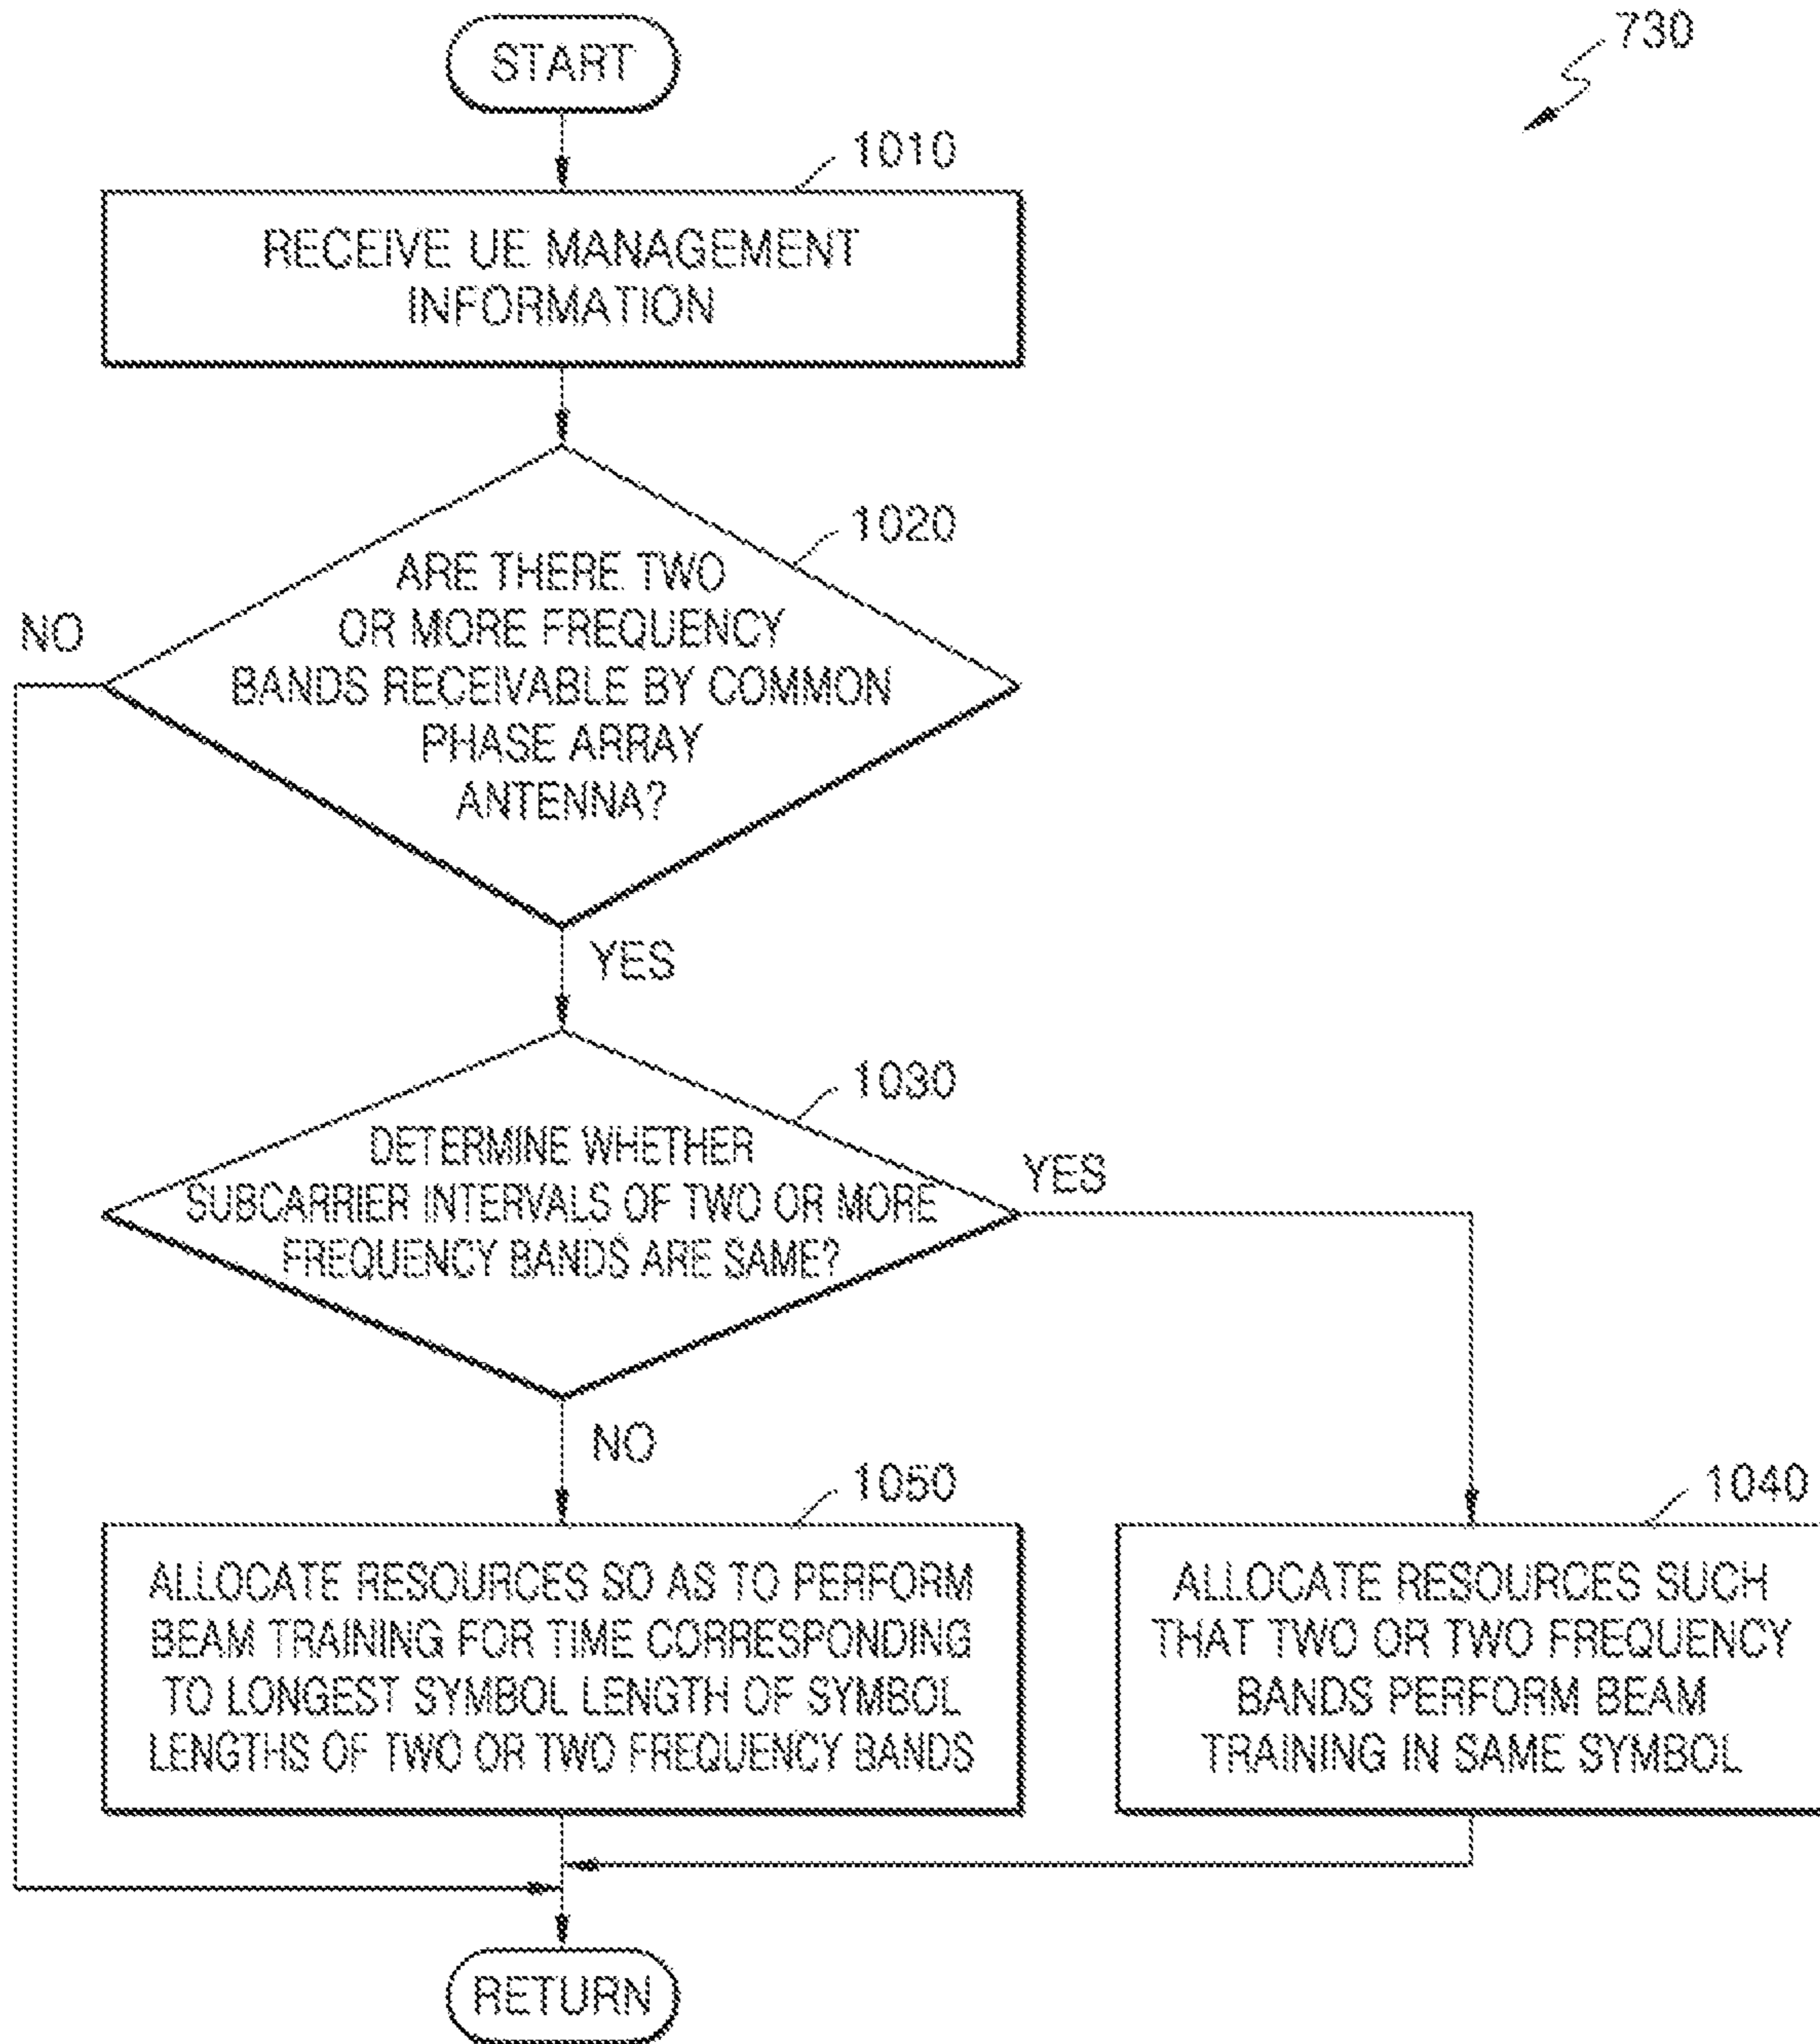 730
START
1010
RECEIVE UE MANAGEMENT
INFORMATION
1020
ARE THERE TWO
OR MORE FREQUENCY
BANDS RECEIVABLE BY COMMON
PHASE ARRAY
ANTENNA?
NO
YES
1030
DETERMINE WHETHER
SUBCARRIER INTERVALS OF TWO OR MORE
FREQUENCY BANDS ARE SAME?
YES
NO
1050
ALLOCATE RESOURCES SO AS TO PERFORM
BEAM TRAINING FOR TIME CORRESPONDING
TO LONGEST SYMBOL LENGTH OF SYMBOL
LENGTHS OF TWO OR TWO FREQUENCY BANDS
1040
ALLOCATE RESOURCES SUCH
THAT TWO OR TWO FREQUENCY
BANDS PERFORM BEAM
TRAINING IN SAME SYMBOL
RETURN